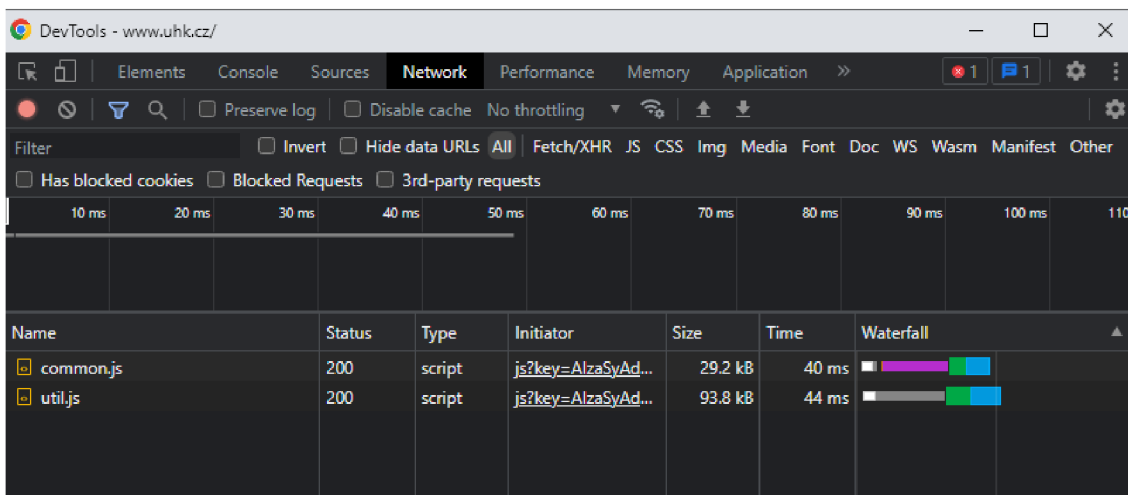 DevTools - www.uhk.cz/
Elements Console Sources Network Performance Memory Application » 1 1
Preserve log Disable cache No throttling
Filter Invert Hide data URLs All Fetch/XHR JS CSS Img Media Font Doc WS Wasm Manifest Other
Has blocked cookies Blocked Requests 3rd-party requests
10 ms 20 ms 30 ms 40 ms 50 ms 60 ms 70 ms 80 ms 90 ms 100 ms 110
Name Status Type Initiator Size Time Waterfall
common.js 200 script js?key=AIzaSyAd... 29.2 kB 40 ms
util.js 200 script js?key=AIzaSyAd... 93.8 kB 44 ms